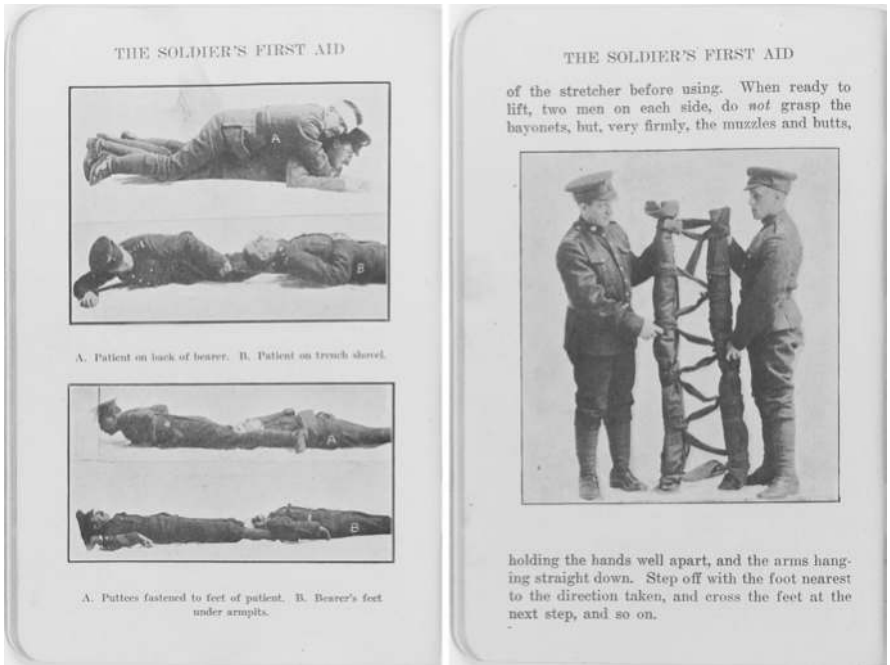 THE SOLDIER'S FIRST AID
A
B
A. Patient on back of bearer. B. Patient on trench shovel.
A
B
A. Puttees fastened to feet of patient. B. Bearer's feet
under armpits.
THE SOLDIER'S FIRST AID
of the stretcher before using. When ready to
lift, two men on each side, do not grasp the
bayonets, but, very firmly, the muzzles and butts,
holding the hands well apart, and the arms hang-
ing straight down. Step off with the foot nearest
to the direction taken, and cross the feet at the
next step, and so on.